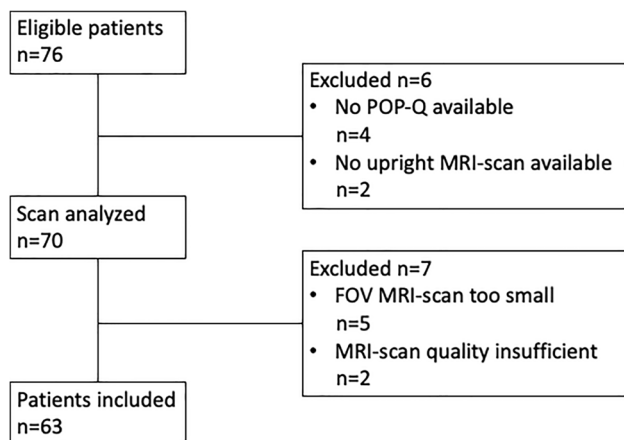 Eligible patients
n=76
Excluded n=6
• No POP-Q available
n=4
• No upright MRI-scan available
n=2
Scan analyzed
n=70
Excluded n=7
• FOV MRI-scan too small
n=5
• MRI-scan quality insufficient
n=2
Patients included
n=63